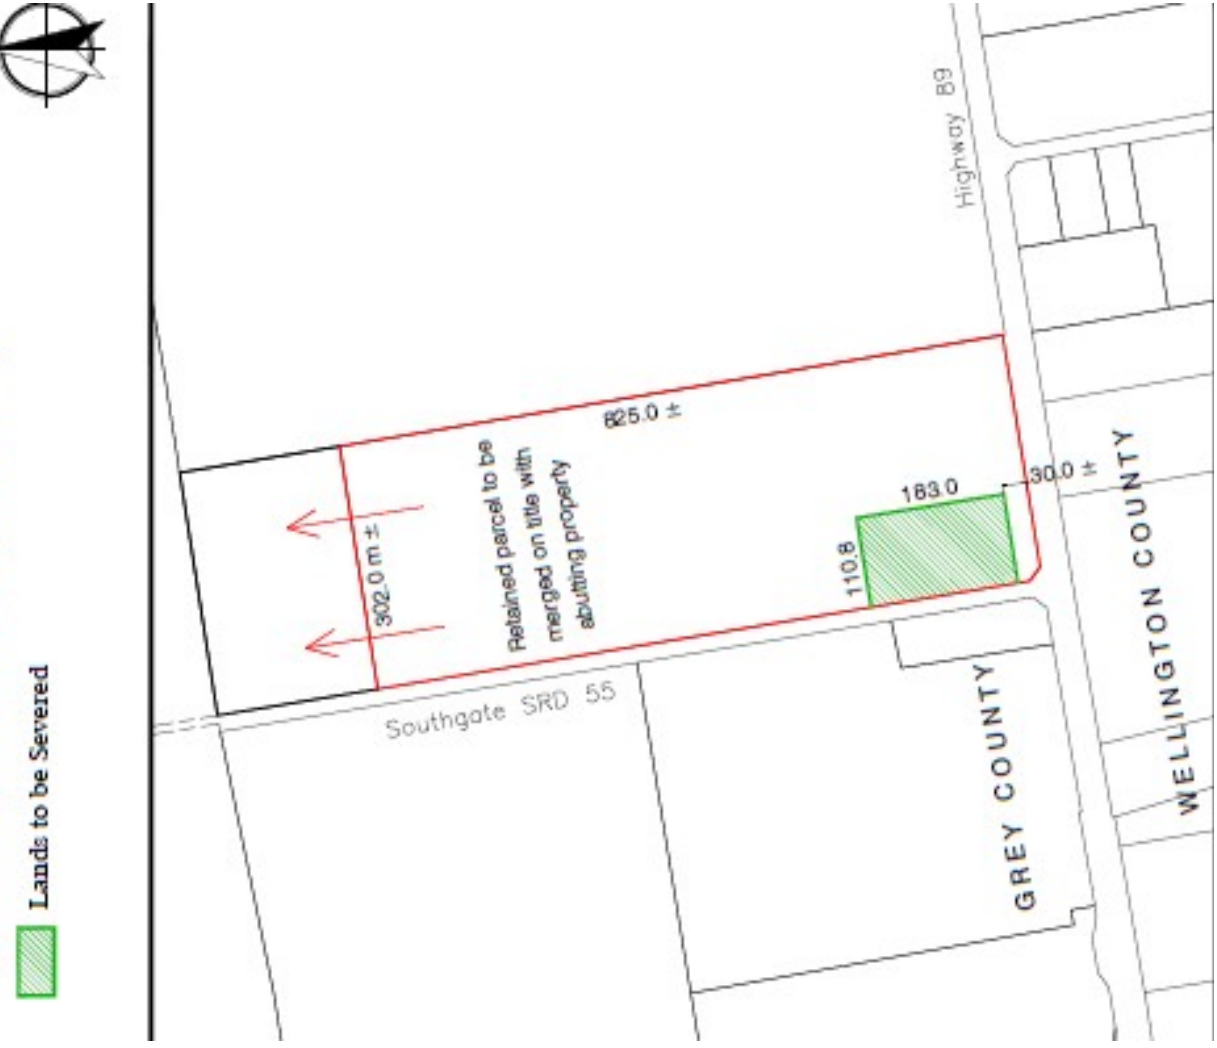 Lands to be Severed
Highway 89
825.0 ±
Retained parcel to be
merged on title with
abutting property
302.0 m ±
183.0
30.0 ±
110.8
Southgate SRD 55
GREY COUNTY
WELLINGTON COUNTY